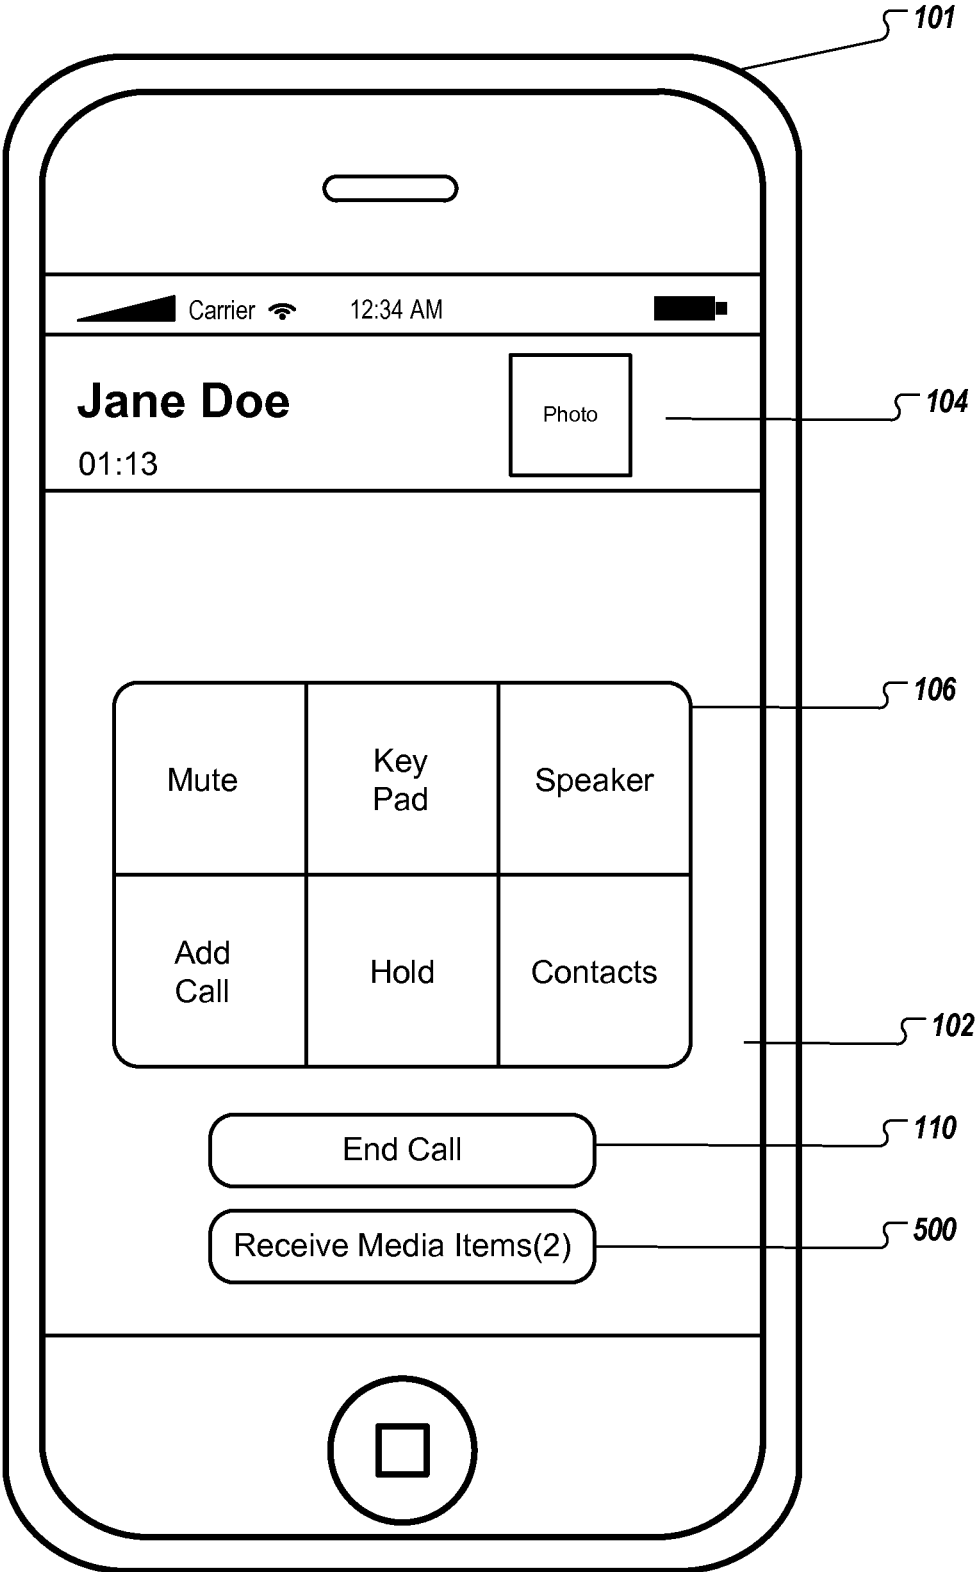 101
Carrier 12:34 AM
Jane Doe
Photo
104
01:13
106
Mute
Key
Pad
Speaker
Add
Call
Hold
Contacts
102
End Call
110
Receive Media Items(2)
500